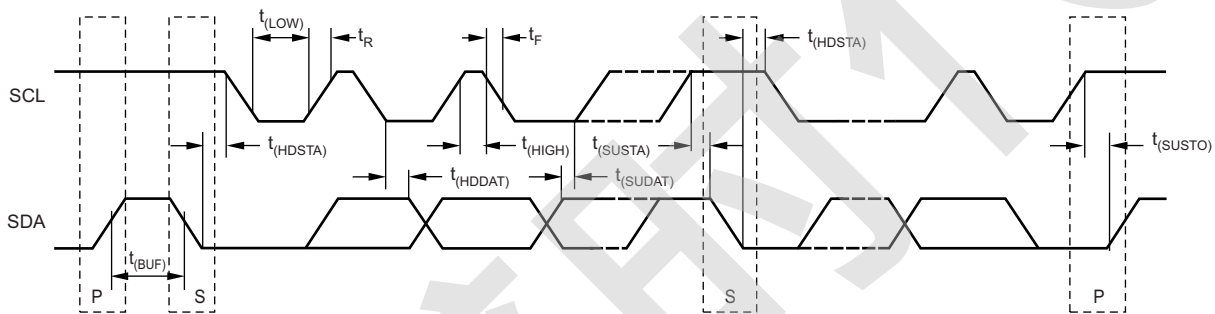 t(LOW)
tR
tF
t(HDSTA)
SCL
t(HDSTA)
t(HIGH)
t(SUSTA)
t(SUSTO)
t(HDDAT)
t(SUDAT)
SDA
t(BUF)
P
S
S
P